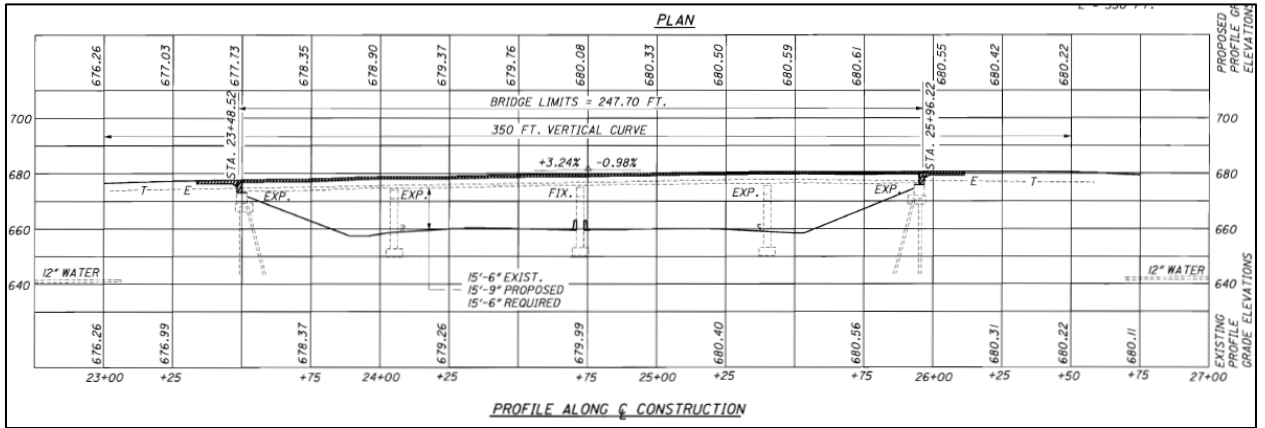 PLAN
676.26 677.03 677.73 678.35 678.90 679.37 679.76 680.08 680.33 680.50 680.59 680.61 680.55 680.42 680.22
PROPOSED
ELEVATIONS
STA. 23+48.52
BRIDGE LIMITS = 247.70 FT.
STA. 25+96.22
700 700
350 FT. VERTICAL CURVE
+3.24% -0.98%
680 680
T E EXP. EXP. FIX. EXP. EXP. E T
660 660
12" WATER 12" WATER
15'-6" EXIST.
15'-9" PROPOSED
15'-6" REQUIRED
640 640
676.26 676.99 678.37 679.26 679.99 680.40 680.56 680.31 680.22 680.11
EXISTING
PROFILE
GRADE ELEVATIONS
23+00 +25 +75 24+00 +25 +75 25+00 +25 +75 26+00 +25 +50 +75 27+00
PROFILE ALONG ℄ CONSTRUCTION